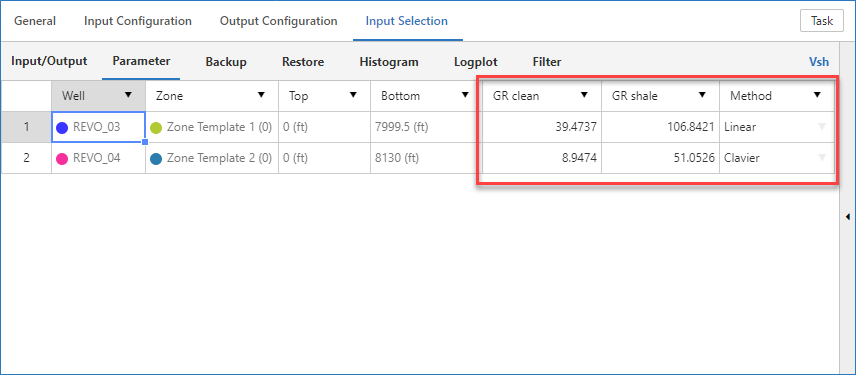 General Input Configuration Output Configuration Input Selection Task
Input/Output Parameter Backup Restore Histogram Logplot Filter Vsh
Well Zone Top Bottom GR clean GR shale Method
1 REVO_03 Zone Template 1 (0) 0 (ft) 7999.5 (ft) 39.4737 106.8421 Linear
2 REVO_04 Zone Template 2 (0) 0 (ft) 8130 (ft) 8.9474 51.0526 Clavier